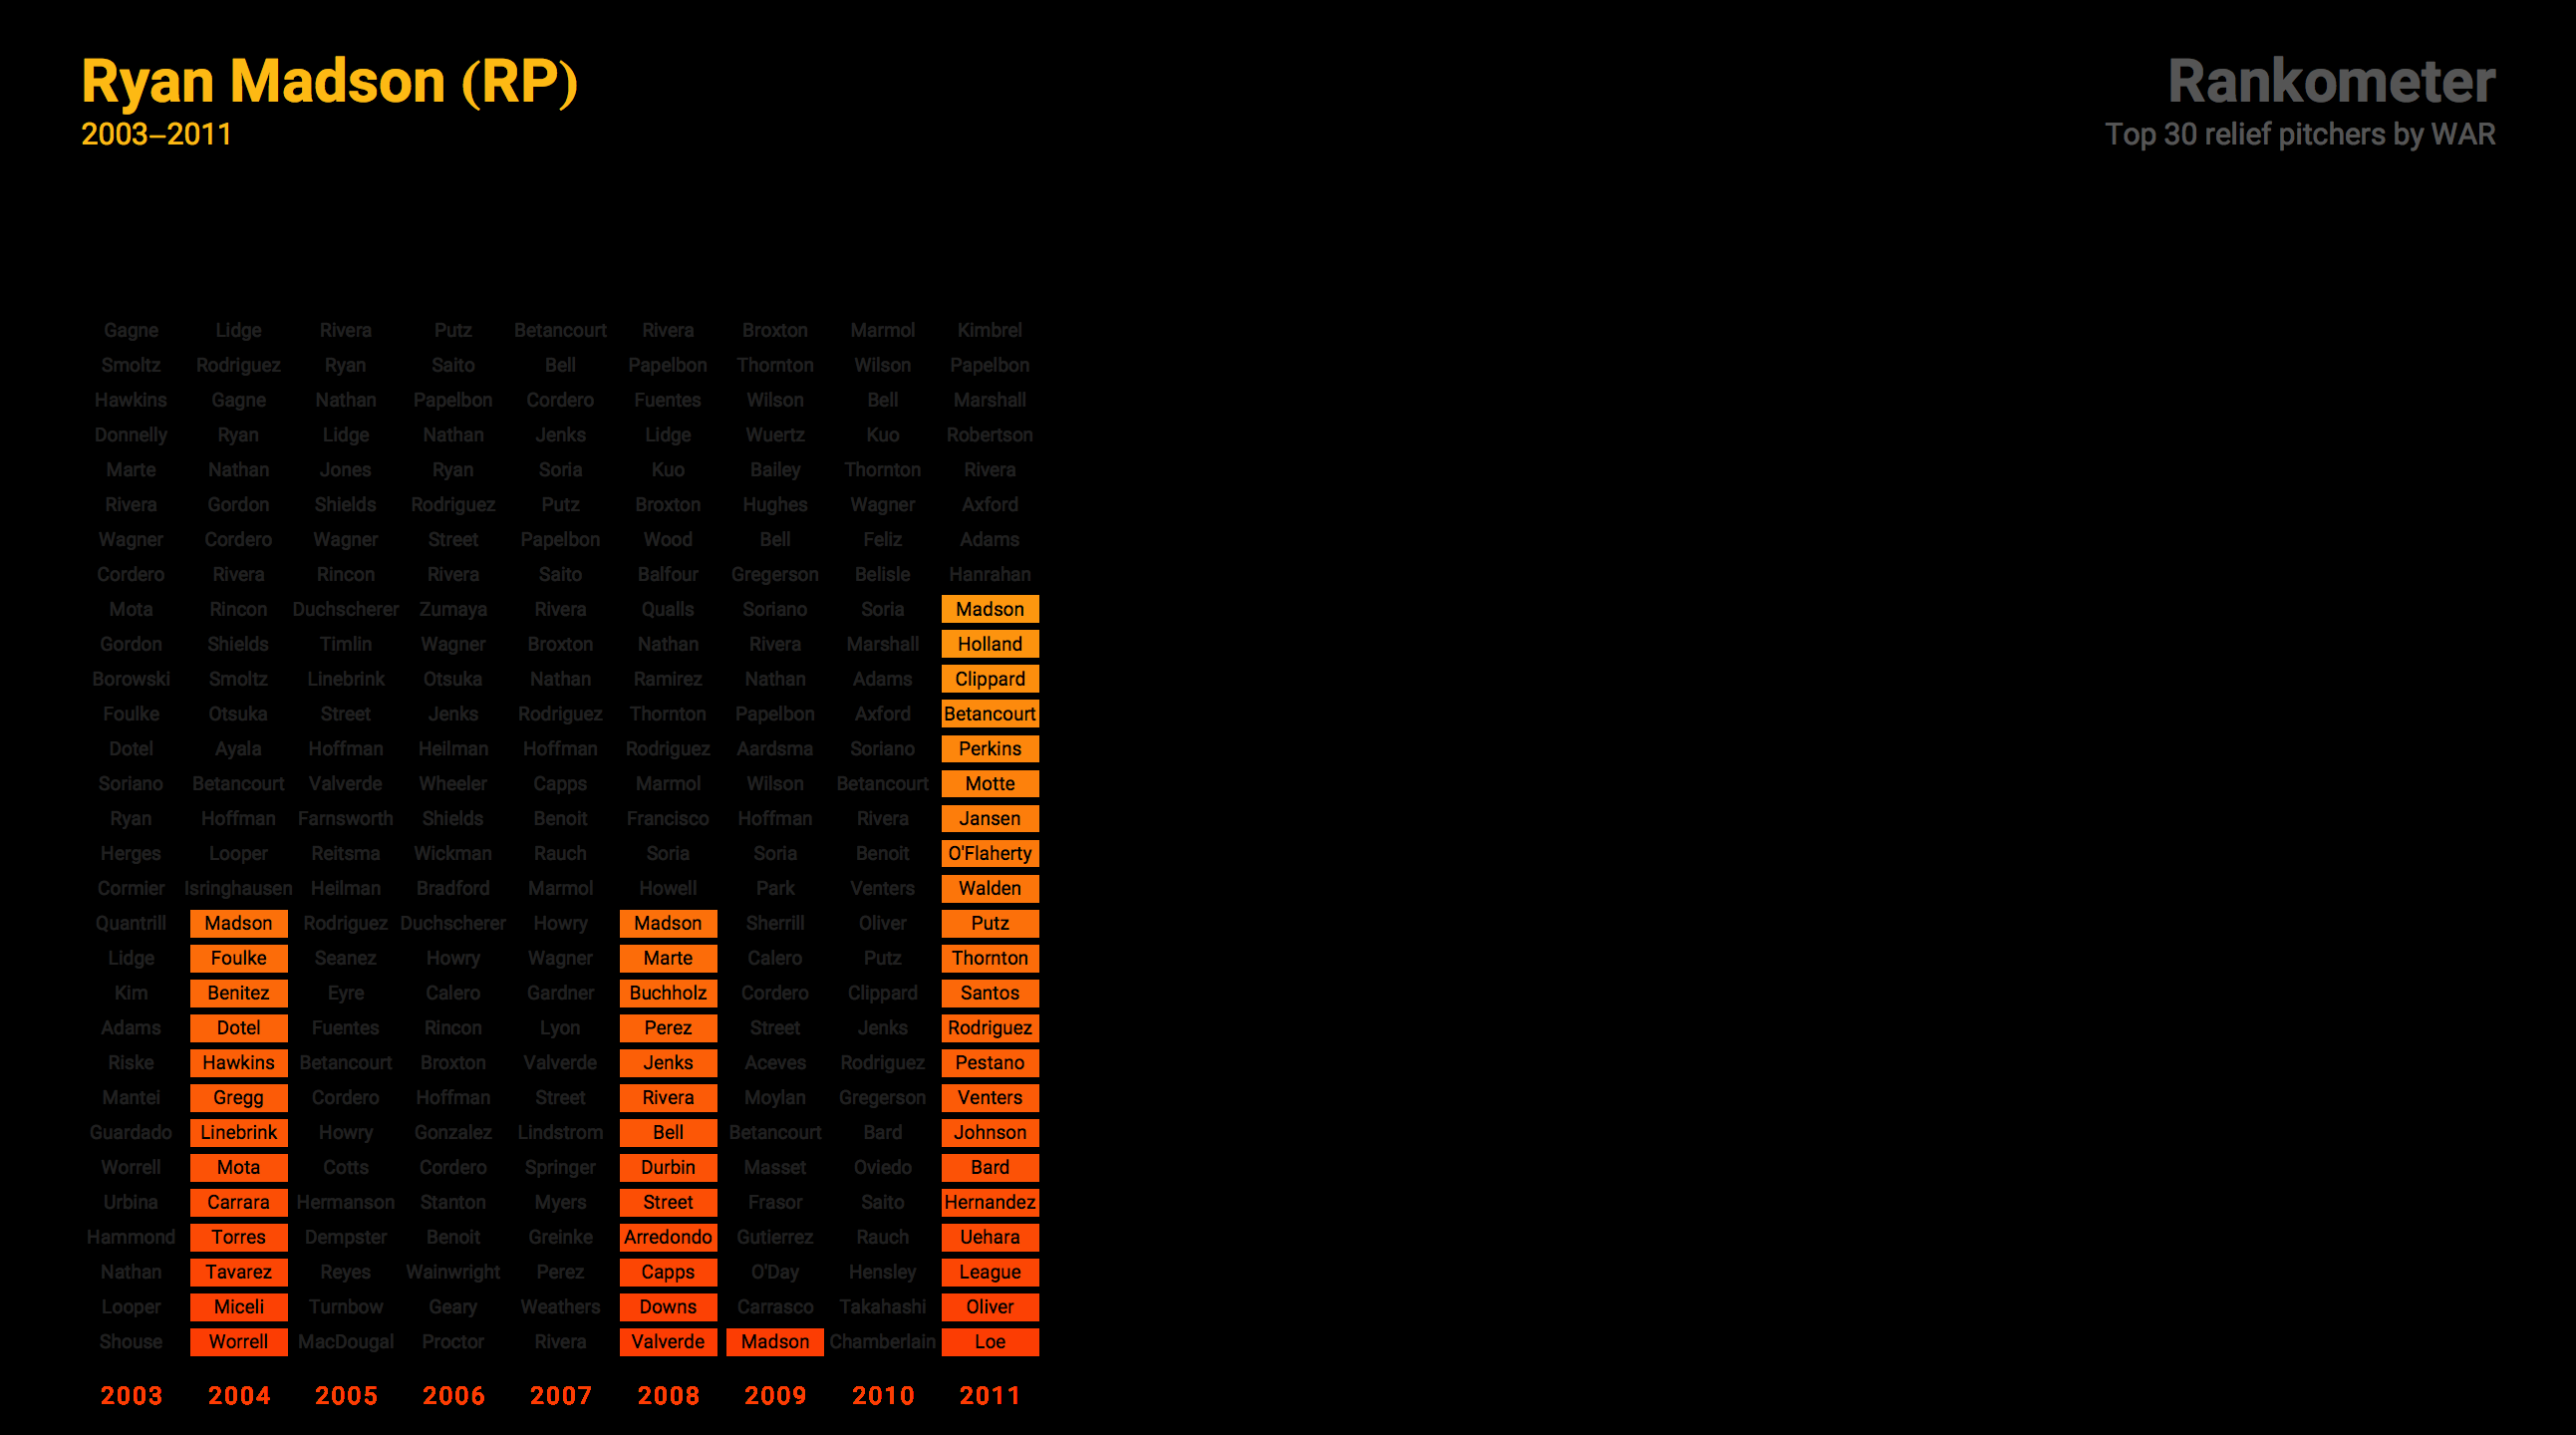 Ryan Madson (RP)
2003–2011
Rankometer
Top 30 relief pitchers by WAR
Gagne Lidge Rivera Putz Betancourt Rivera Broxton Marmol Kimbrel
Smoltz Rodriguez Ryan Saito Bell Papelbon Thornton Wilson Papelbon
Hawkins Gagne Nathan Papelbon Cordero Fuentes Wilson Bell Marshall
Donnelly Ryan Lidge Nathan Jenks Lidge Wuertz Kuo Robertson
Marte Nathan Jones Ryan Soria Kuo Bailey Thornton Rivera
Rivera Gordon Shields Rodriguez Putz Broxton Hughes Wagner Axford
Wagner Cordero Wagner Street Papelbon Wood Bell Feliz Adams
Cordero Rivera Rincon Rivera Saito Balfour Gregerson Belisle Hanrahan
Mota Rincon Duchscherer Zumaya Rivera Qualls Soriano Soria Madson
Gordon Shields Timlin Wagner Broxton Nathan Rivera Marshall Holland
Borowski Smoltz Linebrink Otsuka Nathan Ramirez Nathan Adams Clippard
Foulke Otsuka Street Jenks Rodriguez Thornton Papelbon Axford Betancourt
Dotel Ayala Hoffman Heilman Hoffman Rodriguez Aardsma Soriano Perkins
Soriano Betancourt Valverde Wheeler Capps Marmol Wilson Betancourt Motte
Ryan Hoffman Farnsworth Shields Benoit Francisco Hoffman Rivera Jansen
Herges Looper Reitsma Wickman Rauch Soria Soria Benoit O'Flaherty
Cormier Isringhausen Heilman Bradford Marmol Howell Park Venters Walden
Quantrill Madson Rodriguez Duchscherer Howry Madson Sherrill Oliver Putz
Lidge Foulke Seanez Howry Wagner Marte Calero Putz Thornton
Kim Benitez Eyre Calero Gardner Buchholz Cordero Clippard Santos
Adams Dotel Fuentes Rincon Lyon Perez Street Jenks Rodriguez
Riske Hawkins Betancourt Broxton Valverde Jenks Aceves Rodriguez Pestano
Mantei Gregg Cordero Hoffman Street Rivera Moylan Gregerson Venters
Guardado Linebrink Howry Gonzalez Lindstrom Bell Betancourt Bard Johnson
Worrell Mota Cotts Cordero Springer Durbin Masset Oviedo Bard
Urbina Carrara Hermanson Stanton Myers Street Frasor Saito Hernandez
Hammond Torres Dempster Benoit Greinke Arredondo Gutierrez Rauch Uehara
Nathan Tavarez Reyes Wainwright Perez Capps O'Day Hensley League
Looper Miceli Turnbow Geary Weathers Downs Carrasco Takahashi Oliver
Shouse Worrell MacDougal Proctor Rivera Valverde Madson Chamberlain Loe
2003 2004 2005 2006 2007 2008 2009 2010 2011